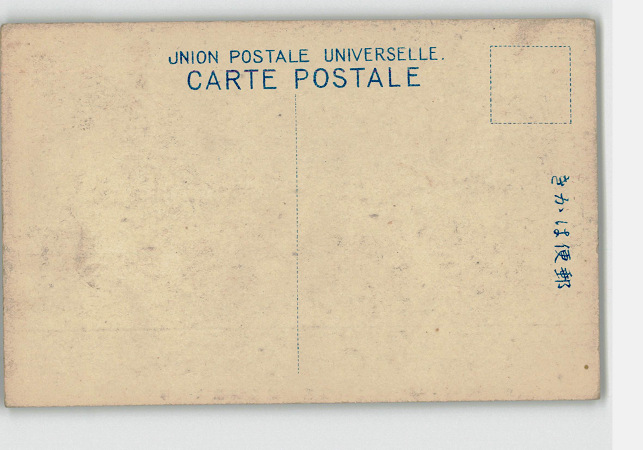 UNION POSTALE UNIVERSELLE.
CARTE POSTALE
きかは便郵